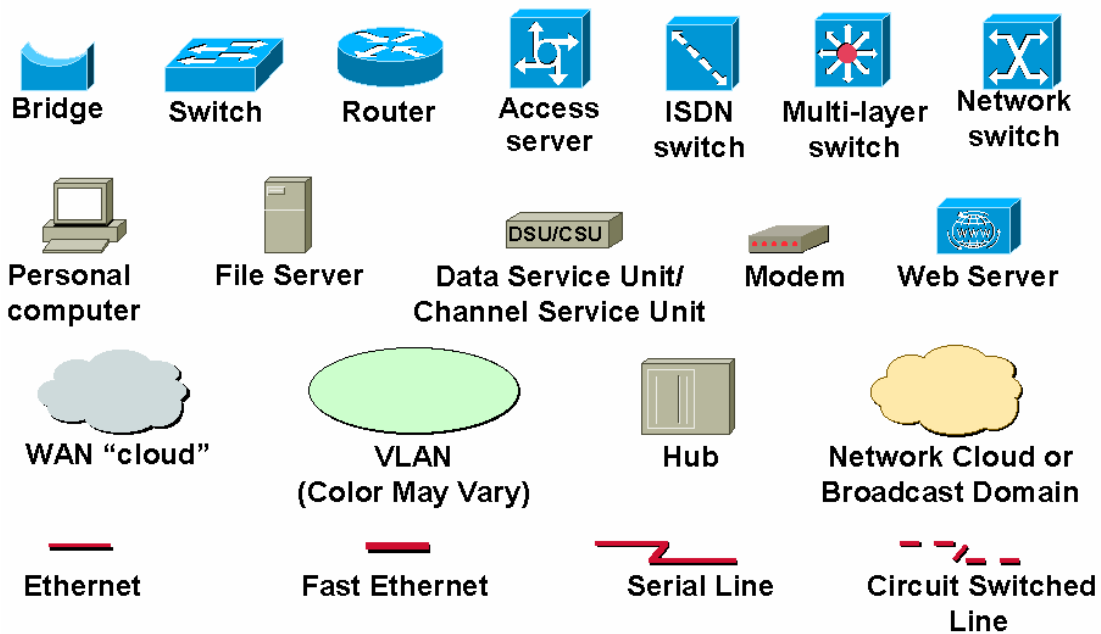 Bridge
Switch
Router
Access
server
ISDN
switch
Multi-layer
switch
Network
switch
Personal
computer
File Server
DSU/CSU
Data Service Unit/
Channel Service Unit
Modem
WWW
Web Server
WAN “cloud”
VLAN
(Color May Vary)
Hub
Network Cloud or
Broadcast Domain
Ethernet
Fast Ethernet
Serial Line
Circuit Switched
Line